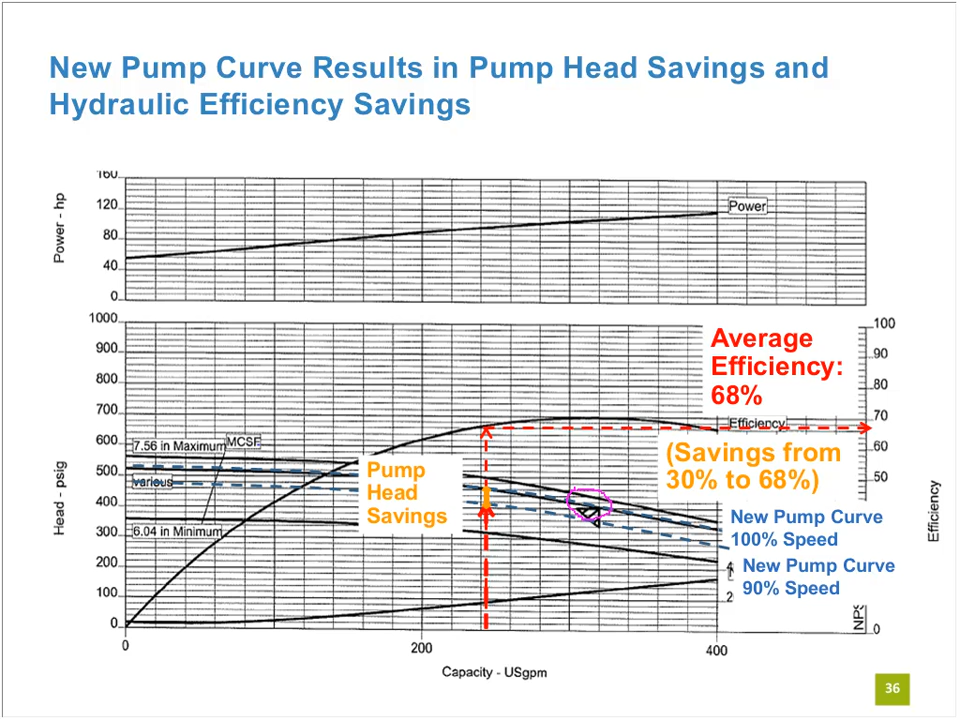 New Pump Curve Results in Pump Head Savings and
Hydraulic Efficiency Savings
160
120
80
40
0
Power - hp
Power
1000
900
800
700
600
500
400
300
200
100
0
Head - psig
7.56 in Maximum
MCSF
various
6.04 in Minimum
Pump
Head
Savings
Average
Efficiency:
68%
Efficiency
(Savings from
30% to 68%)
New Pump Curve
100% Speed
New Pump Curve
90% Speed
100
90
80
70
60
50
4
2
0
Efficiency
0
200
400
Capacity - USgpm
36